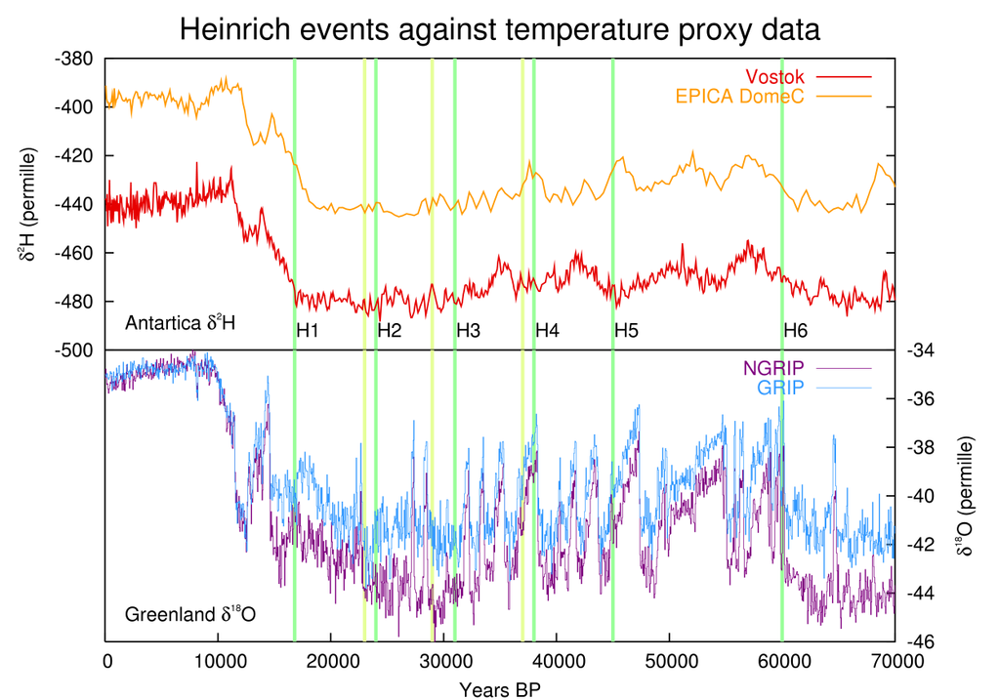 Heinrich events against temperature proxy data
-380
-400
-420
-440
-460
-480
-500
δ²H (permille)
Vostok
EPICA DomeC
Antartica δ²H
H1
H2
H3
H4
H5
H6
-34
-36
-38
-40
-42
-44
-46
δ¹⁸O (permille)
NGRIP
GRIP
Greenland δ¹⁸O
0
10000
20000
30000
40000
50000
60000
70000
Years BP